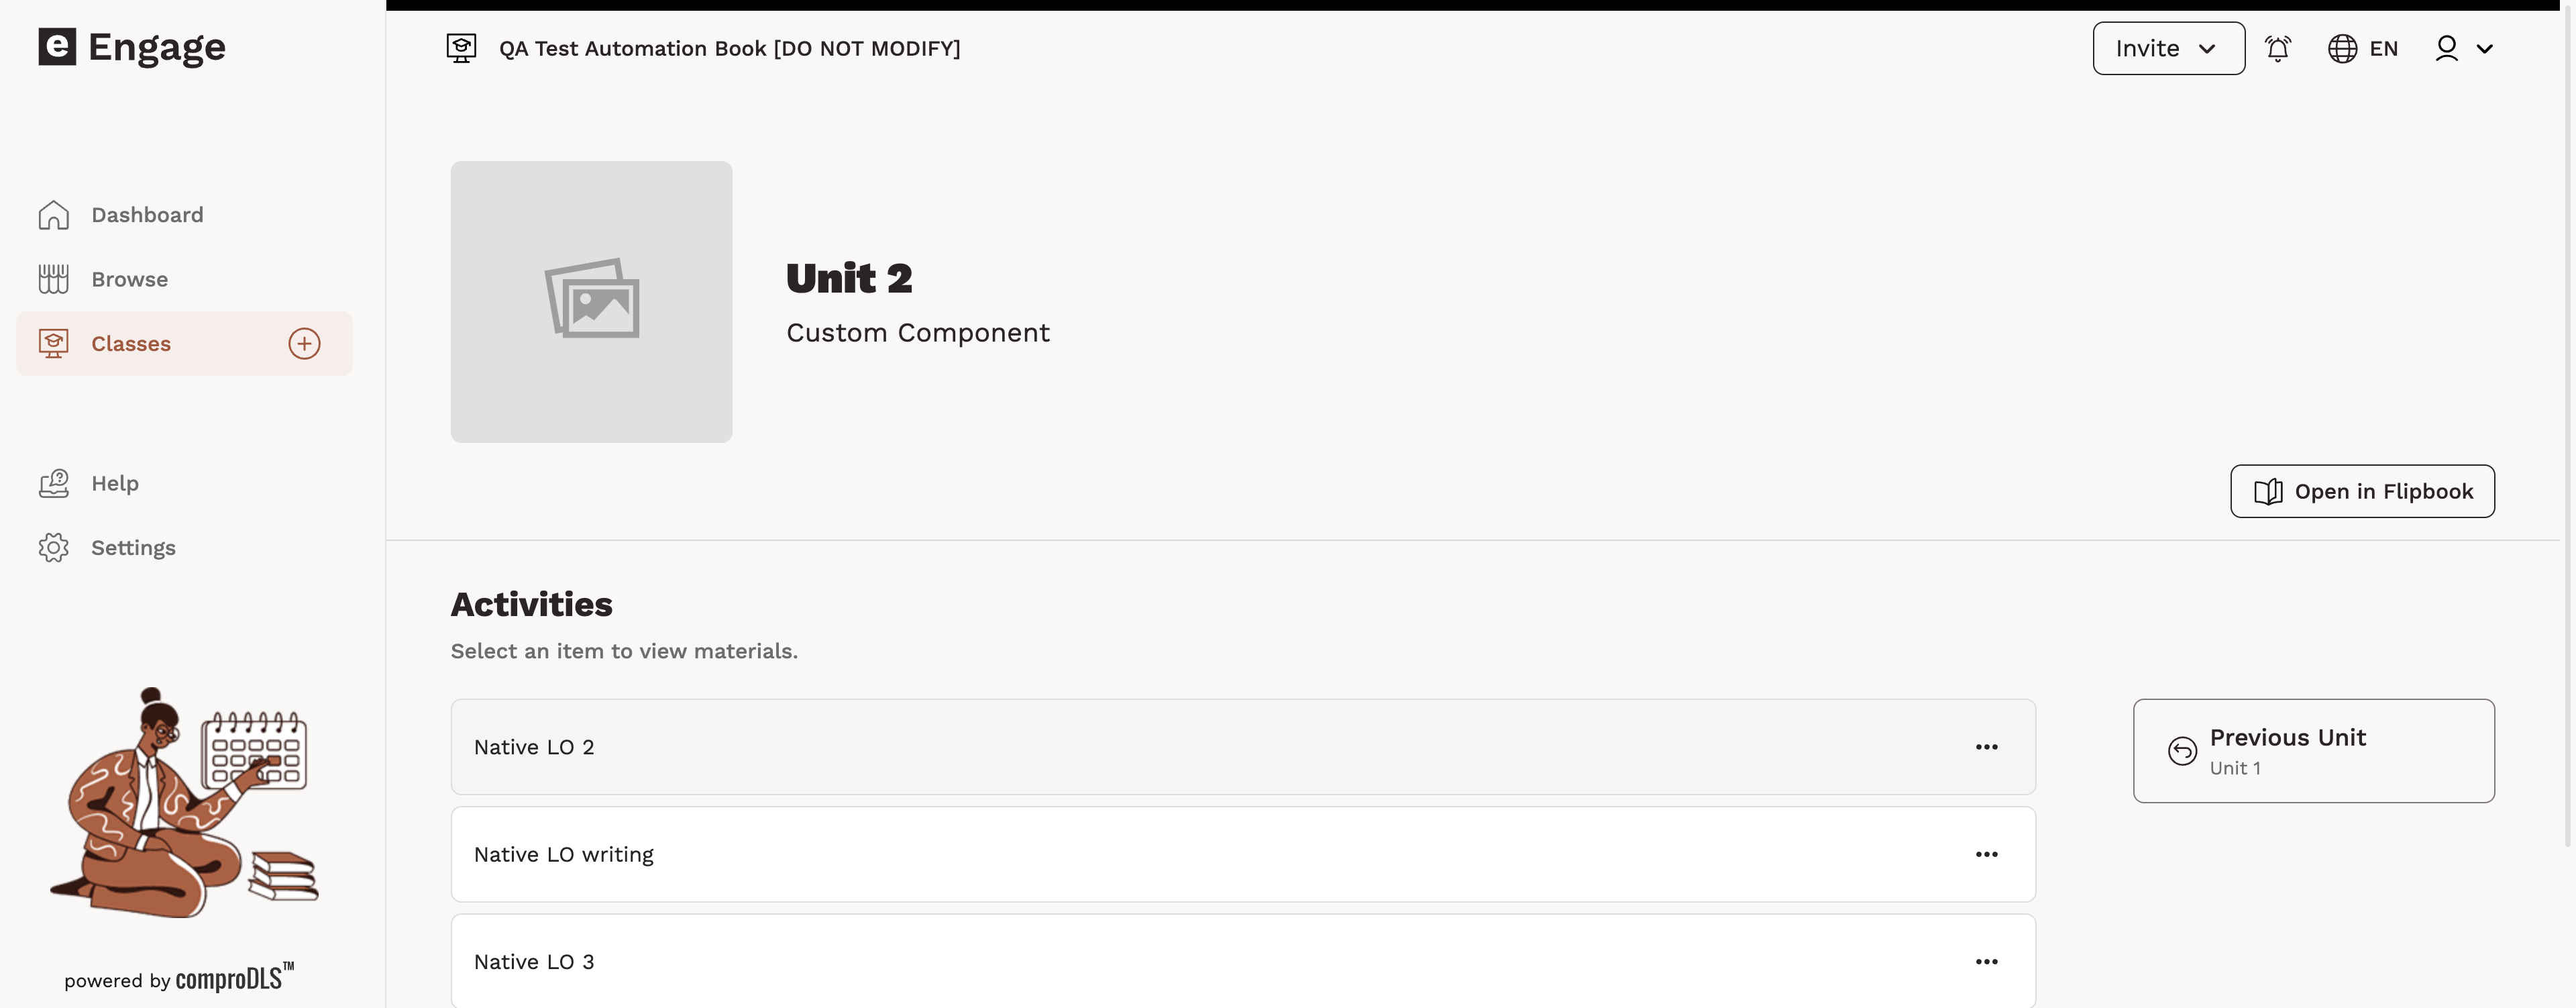 e Engage
QA Test Automation Book [DO NOT MODIFY]
Invite
EN
Dashboard
Browse
Classes
Help
Settings
powered by comproDLS™
Unit 2
Custom Component
Open in Flipbook
Activities
Select an item to view materials.
Native LO 2
Native LO writing
Native LO 3
Previous Unit
Unit 1